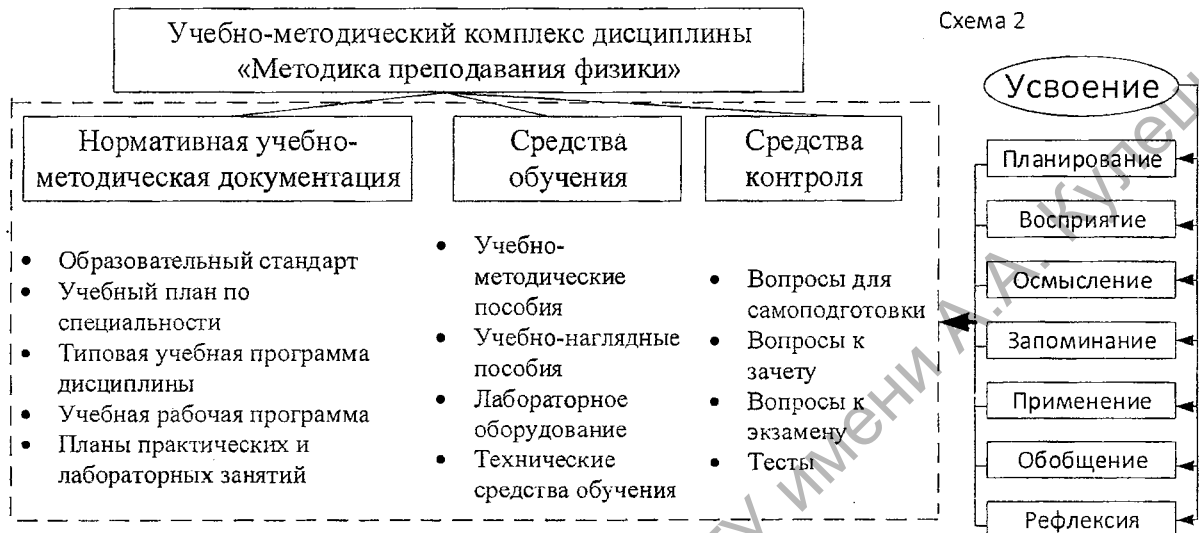 Схема 2
Учебно-методический комплекс дисциплины
«Методика преподавания физики»
Нормативная учебно-
методическая документация
• Образовательный стандарт
• Учебный план по
специальности
• Типовая учебная программа
дисциплины
• Учебная рабочая программа
• Планы практических и
лабораторных занятий
Средства
обучения
• Учебно-
методические
пособия
• Учебно-наглядные
пособия
• Лабораторное
оборудование
• Технические
средства обучения
Средства
контроля
• Вопросы для
самоподготовки
• Вопросы к
зачету
• Вопросы к
экзамену
• Тесты
Усвоение
Планирование
Восприятие
Осмысление
Запоминание
Применение
Обобщение
Рефлексия
имени А.А.